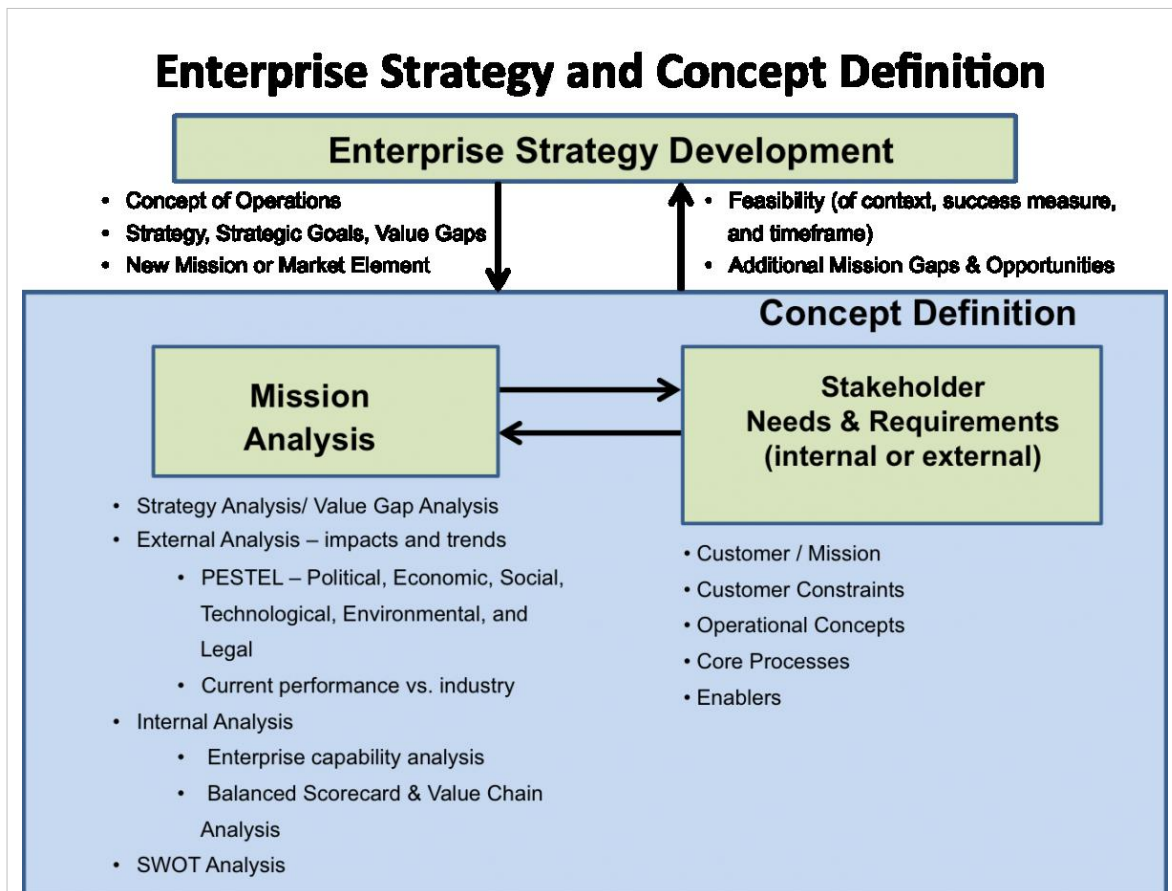 Enterprise Strategy and Concept Definition
Enterprise Strategy Development
• Concept of Operations
• Strategy, Strategic Goals, Value Gaps
• New Mission or Market Element
• Feasibility (of context, success measure,
and timeframe)
• Additional Mission Gaps & Opportunities
Concept Definition
Mission
Analysis
Stakeholder
Needs & Requirements
(internal or external)
• Strategy Analysis/ Value Gap Analysis
• External Analysis – impacts and trends
• PESTEL – Political, Economic, Social,
Technological, Environmental, and
Legal
• Current performance vs. industry
• Internal Analysis
• Enterprise capability analysis
• Balanced Scorecard & Value Chain
Analysis
• SWOT Analysis
• Customer / Mission
• Customer Constraints
• Operational Concepts
• Core Processes
• Enablers